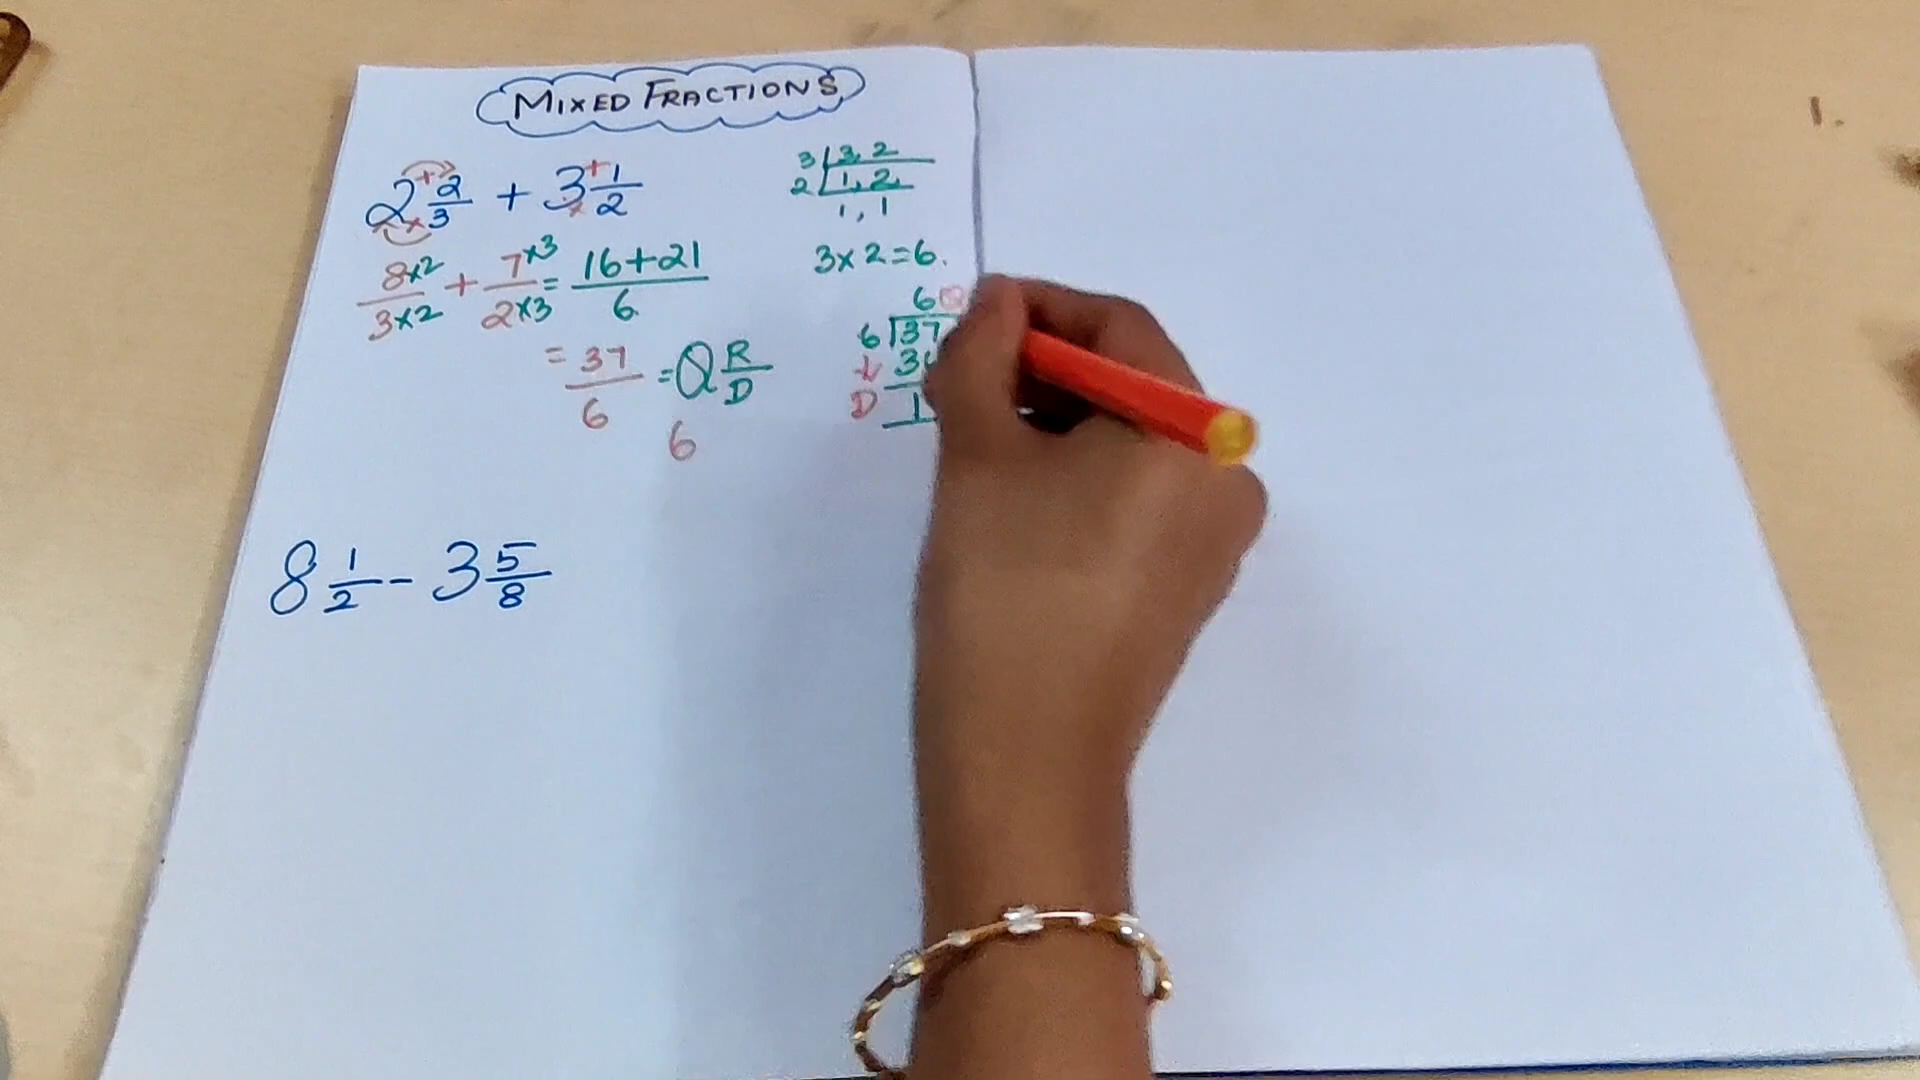 MIXED FRACTIONS
2 2/3 + 3 1/2
8×2/3×2 + 7×3/2×3 = 16+21/6
= 37/6 = Q R/D
6
3 | 3, 2
2 | 1, 2
1, 1
3 × 2 = 6.
6
6 37
1
D
8 1/2 - 3 5/8